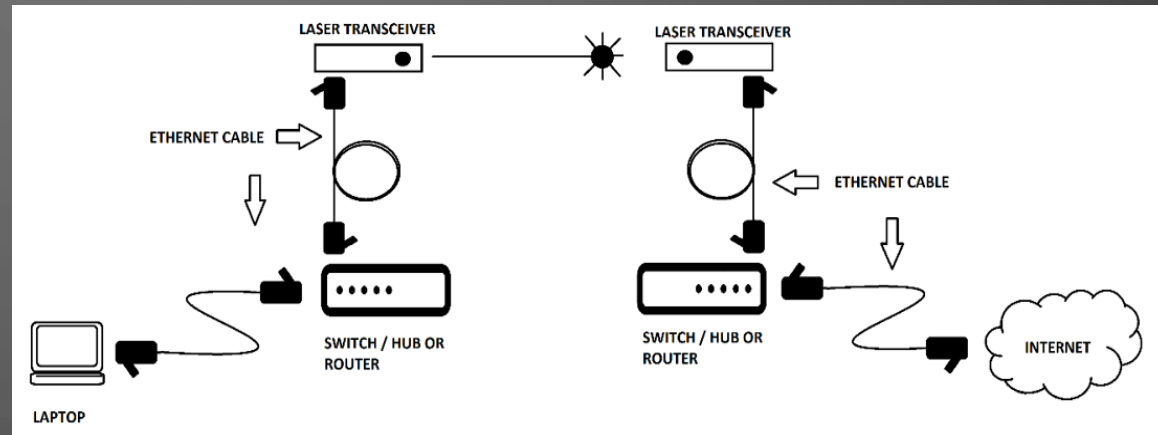 LASER TRANSCEIVER
LASER TRANSCEIVER
ETHERNET CABLE
ETHERNET CABLE
SWITCH / HUB OR
ROUTER
SWITCH / HUB OR
ROUTER
INTERNET
LAPTOP